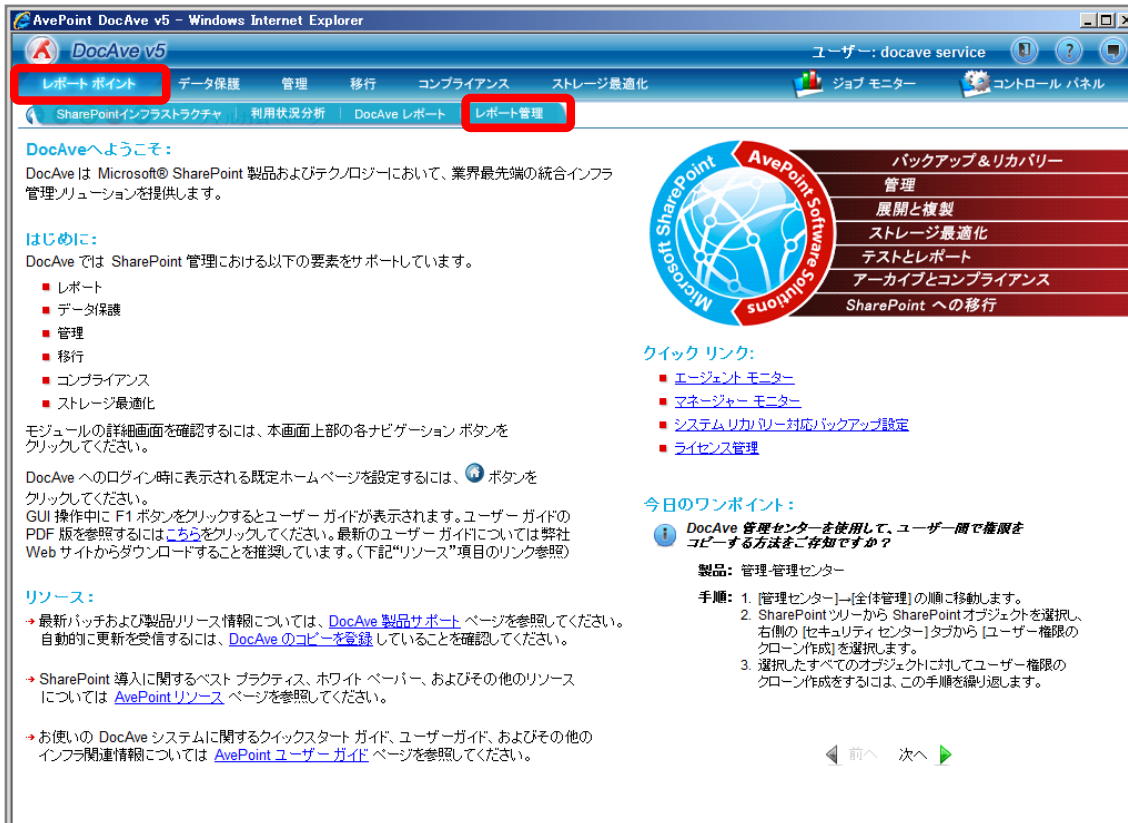 AvePoint DocAve v5 - Windows Internet Explorer
DocAve v5
ユーザー: docave service
レポート ポイント
データ保護
管理
移行
コンプライアンス
ストレージ最適化
ジョブ モニター
コントロール パネル
SharePointインフラストラクチャ
利用状況分析
DocAve レポート
レポート管理
DocAveへようこそ:
DocAve は Microsoft® SharePoint 製品およびテクノロジーにおいて、業界最先端の統合インフラ
管理ソリューションを提供します。
はじめに:
DocAve では SharePoint 管理における以下の要素をサポートしています。
レポート
データ保護
管理
移行
コンプライアンス
ストレージ最適化
モジュールの詳細画面を確認するには、本画面上部の各ナビゲーション ボタンを
クリックしてください。
DocAve へのログイン時に表示される既定ホームページを設定するには、 ボタンを
クリックしてください。
GUI 操作中に F1 ボタンをクリックするとユーザー ガイドが表示されます。ユーザー ガイドの
PDF 版を参照するにはこちらをクリックしてください。最新のユーザー ガイドについては弊社
Web サイトからダウンロードすることを推奨しています。(下記“リソース”項目のリンク参照)
リソース:
最新パッチおよび製品リリース情報については、DocAve 製品サポート ページを参照してください。
自動的に更新を受信するには、DocAve のコピーを登録 していることを確認してください。
SharePoint 導入に関するベスト プラクティス、ホワイト ペーパー、およびその他のリソース
については AvePoint リソース ページを参照してください。
お使いの DocAve システムに関するクイックスタート ガイド、ユーザーガイド、およびその他の
インフラ関連情報については AvePoint ユーザー ガイド ページを参照してください。
Microsoft SharePoint
AvePoint Software Solutions
バックアップ＆リカバリー
管理
展開と複製
ストレージ最適化
テストとレポート
アーカイブとコンプライアンス
SharePoint への移行
クイック リンク:
エージェント モニター
マネージャー モニター
システム リカバリー対応バックアップ設定
ライセンス管理
今日のワンポイント:
DocAve 管理センターを使用して、ユーザー間で権限を
コピーする方法をご存知ですか？
製品: 管理-管理センター
手順: 1. [管理センター]→[全体管理]の順に移動します。
2. SharePoint ツリーから SharePoint オブジェクトを選択し、
右側の [セキュリティ センター] タブから [ユーザー権限の
クローン作成] を選択します。
3. 選択したすべてのオブジェクトに対してユーザー権限の
クローン作成をするには、この手順を繰り返します。
前へ 次へ